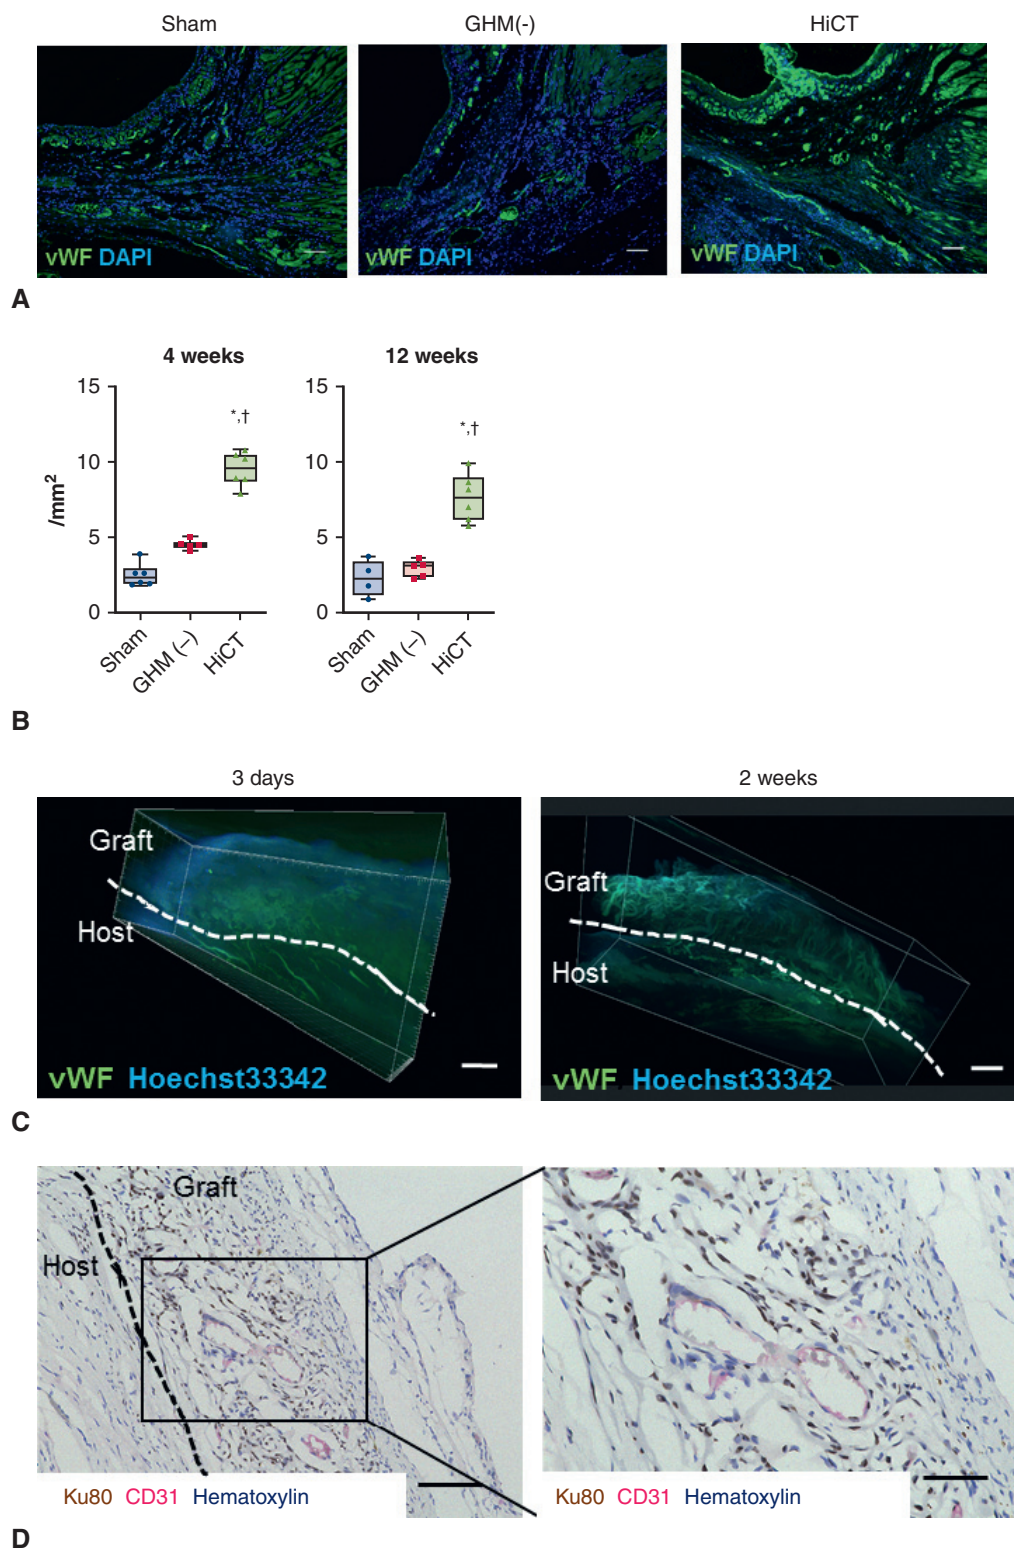 Sham GHM(-) HiCT
vWF DAPI vWF DAPI vWF DAPI
A
4 weeks 12 weeks
15 15
*,† *,†
10 10
/mm²
5 5
0 0
Sham GHM (–) HiCT Sham GHM (–) HiCT
B
3 days 2 weeks
Graft Graft
Host Host
vWF Hoechst33342 vWF Hoechst33342
C
Graft
Host
Ku80 CD31 Hematoxylin Ku80 CD31 Hematoxylin
D